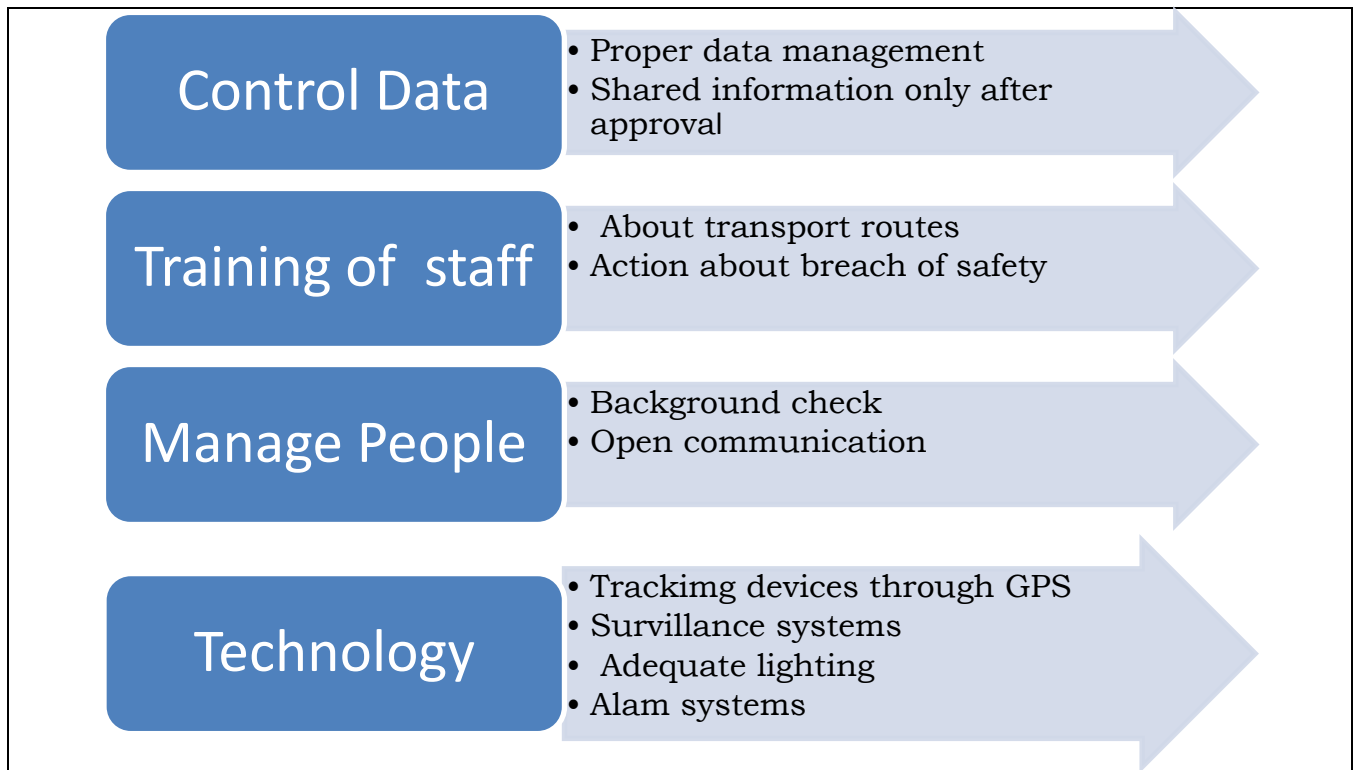 Control Data
• Proper data management
• Shared information only after
approval
Training of staff
• About transport routes
• Action about breach of safety
Manage People
• Background check
• Open communication
Technology
• Trackimg devices through GPS
• Survillance systems
• Adequate lighting
• Alam systems